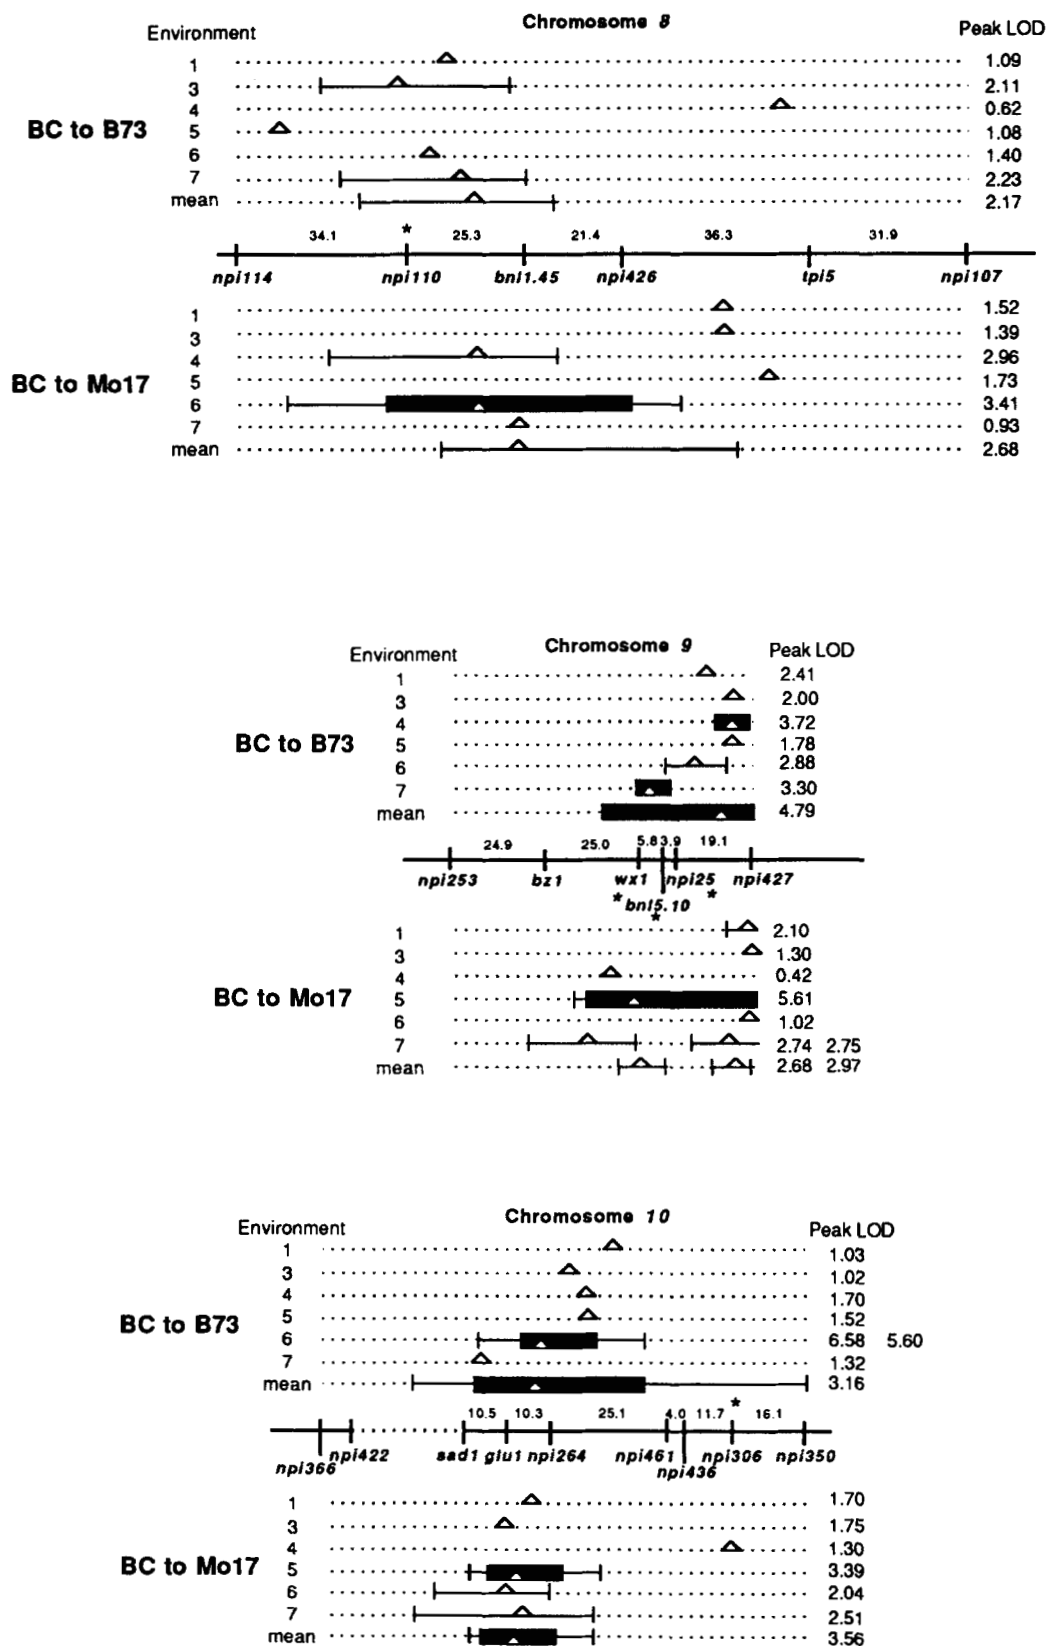 Chromosome 8
Environment Peak LOD
1 1.09
3 2.11
4 0.62
BC to B73
5 1.08
6 1.40
7 2.23
mean 2.17
34.1 * 25.3 21.4 36.3 31.9
npi114 npi110 bnl1.45 npi426 tpi5 npi107
1 1.52
3 1.39
4 2.96
BC to Mo17
5 1.73
6 3.41
7 0.93
mean 2.68
Chromosome 9
Environment Peak LOD
1 2.41
3 2.00
4 3.72
BC to B73
5 1.78
6 2.88
7 3.30
mean 4.79
24.9 25.0 5.8 3.9 19.1
npi253 bz1 wx1 npi25 npi427
* bnl5.10 *
*
1 2.10
3 1.30
4 0.42
BC to Mo17
5 5.61
6 1.02
7 2.74 2.75
mean 2.68 2.97
Chromosome 10
Environment Peak LOD
1 1.03
3 1.02
4 1.70
BC to B73
5 1.52
6 6.58 5.60
7 1.32
mean 3.16
10.5 10.3 25.1 4.0 11.7 * 16.1
npi366 npi422 sad1 glu1 npi264 npi461 npi436 npi306 npi350
1 1.70
3 1.75
4 1.30
BC to Mo17
5 3.39
6 2.04
7 2.51
mean 3.56